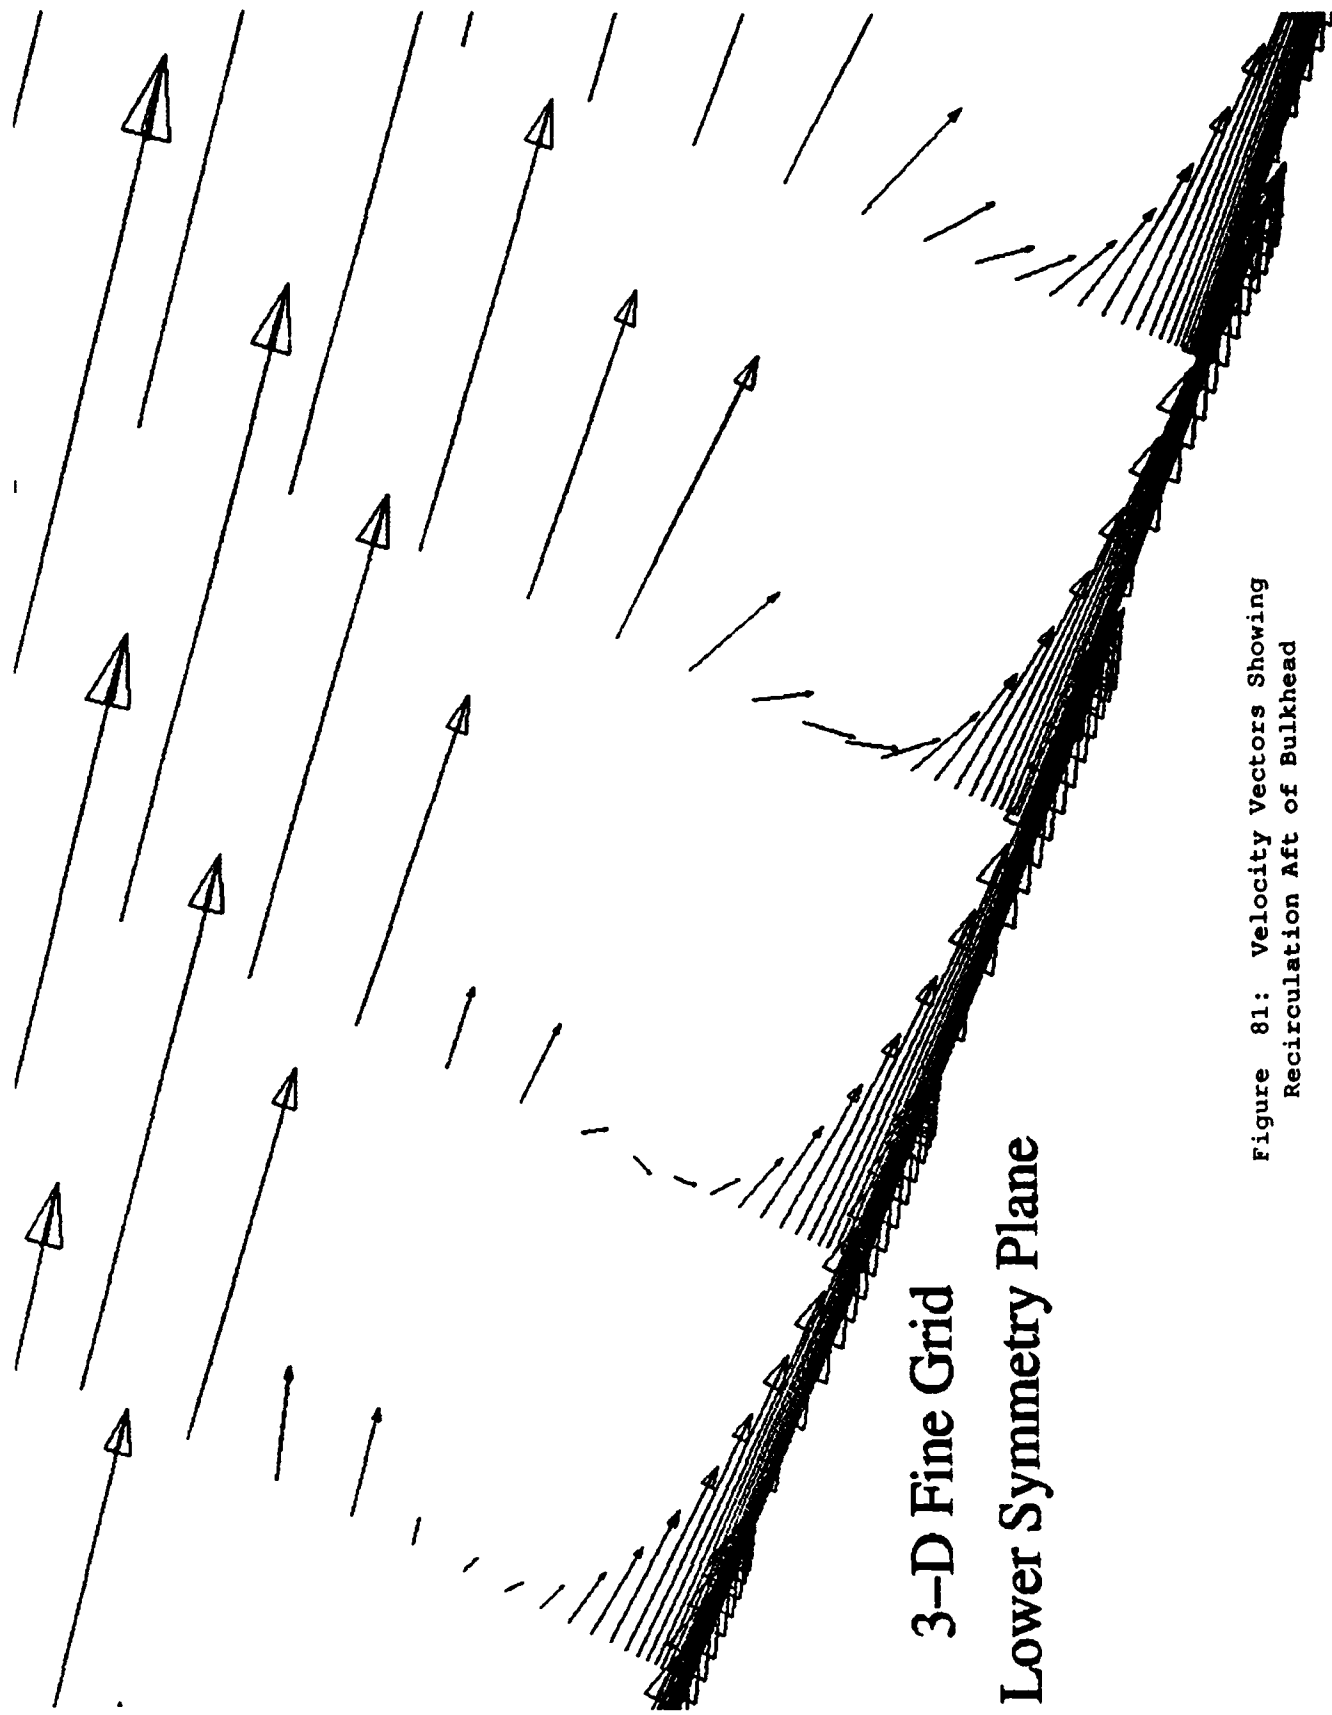 3–D Fine Grid
Lower Symmetry Plane
Figure 81: Velocity Vectors Showing
Recirculation Aft of Bulkhead